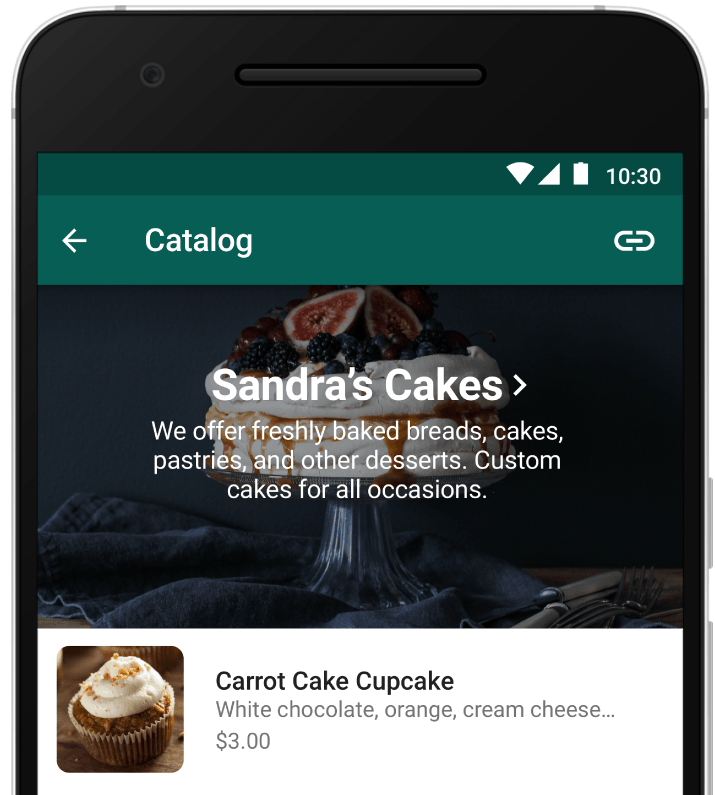 10:30
Catalog
Sandra’s Cakes
We offer freshly baked breads, cakes,
pastries, and other desserts. Custom
cakes for all occasions.
Carrot Cake Cupcake
White chocolate, orange, cream cheese…
$3.00